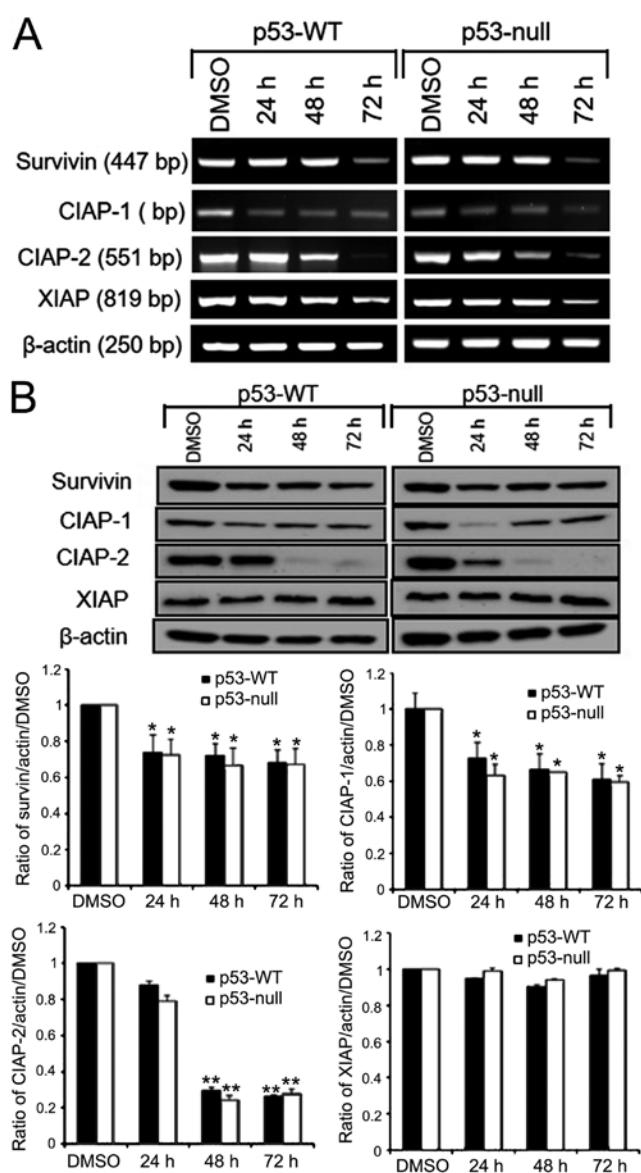 A
p53-WT p53-null
DMSO 24 h 48 h 72 h DMSO 24 h 48 h 72 h
Survivin (447 bp)
CIAP-1 ( bp)
CIAP-2 (551 bp)
XIAP (819 bp)
β-actin (250 bp)
B
p53-WT p53-null
DMSO 24 h 48 h 72 h DMSO 24 h 48 h 72 h
Survivin
CIAP-1
CIAP-2
XIAP
β-actin
Ratio of survin/actin/DMSO
1.2
1
0.8
0.6
0.4
0.2
0
p53-WT
p53-null
* * * * * *
DMSO 24 h 48 h 72 h
Ratio of CIAP-1/actin/DMSO
1.2
1
0.8
0.6
0.4
0.2
0
p53-WT
p53-null
* * * * * *
DMSO 24 h 48 h 72 h
Ratio of CIAP-2/actin/DMSO
1.2
1
0.8
0.6
0.4
0.2
0
p53-WT
p53-null
** ** ** **
DMSO 24 h 48 h 72 h
Ratio of XIAP/actin/DMSO
1.2
1
0.8
0.6
0.4
0.2
0
p53-WT
p53-null
DMSO 24 h 48 h 72 h